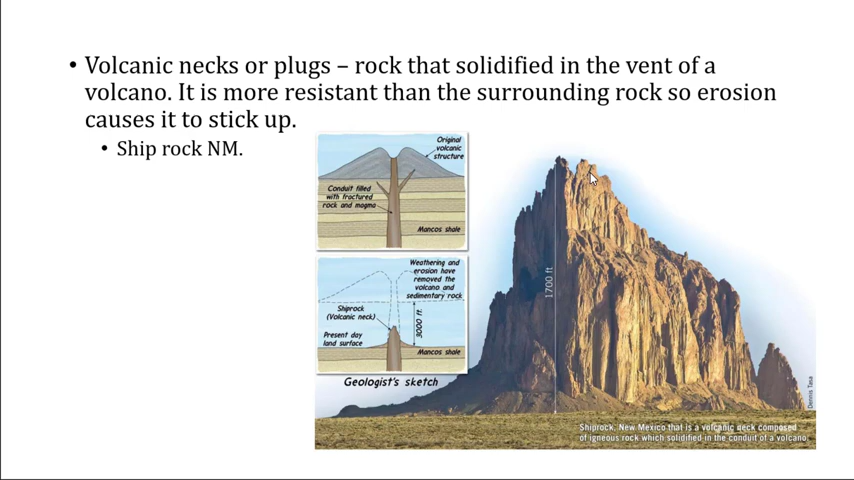 • Volcanic necks or plugs – rock that solidified in the vent of a
volcano. It is more resistant than the surrounding rock so erosion
causes it to stick up.
• Ship rock NM.
Original
volcanic
structure
Conduit filled
with fractured
rock and magma
Mancos shale
Weathering and
erosion have
removed the
volcano and
sedimentary rock
Shiprock
(Volcanic neck)
3000 ft.
Present day
land surface
Mancos shale
Geologist's sketch
1700 ft
Dennis Tasa
Shiprock, New Mexico that is a volcanic neck composed
of igneous rock which solidified in the conduit of a volcano